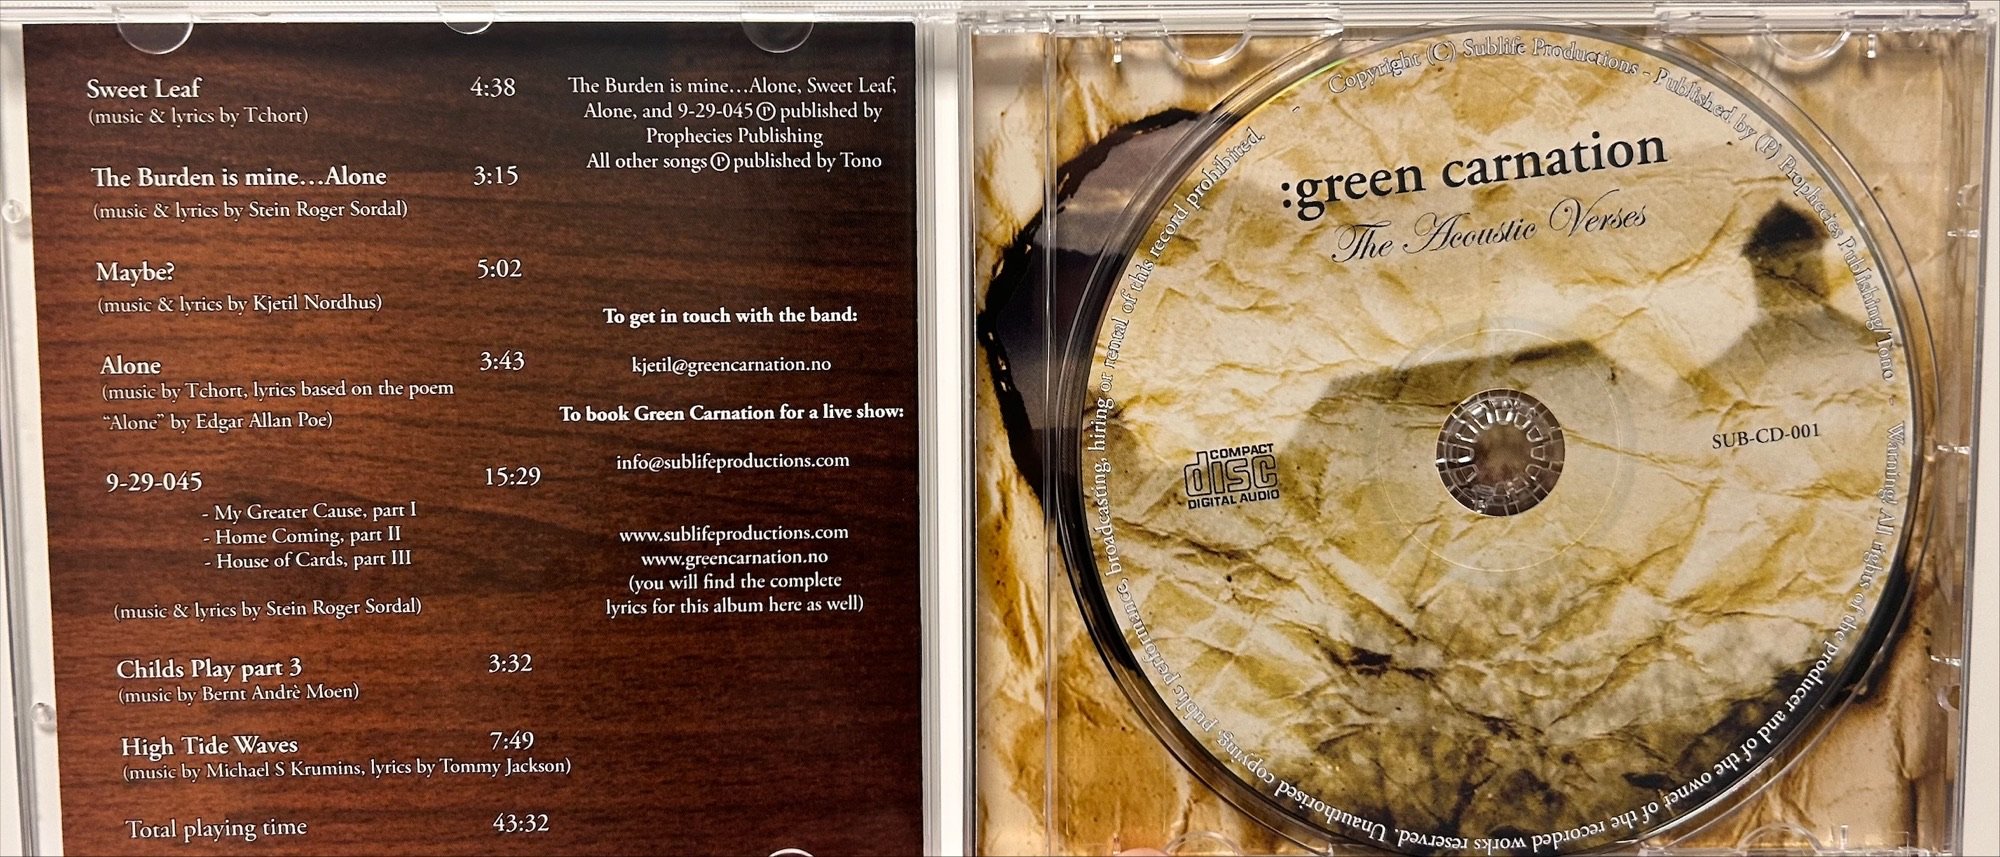 Sweet Leaf 4:38
(music & lyrics by Tchort)
The Burden is mine...Alone 3:15
(music & lyrics by Stein Roger Sordal)
Maybe? 5:02
(music & lyrics by Kjetil Nordhus)
Alone 3:43
(music by Tchort, lyrics based on the poem
“Alone” by Edgar Allan Poe)
9-29-045 15:29
- My Greater Cause, part I
- Home Coming, part II
- House of Cards, part III
(music & lyrics by Stein Roger Sordal)
Childs Play part 3 3:32
(music by Bernt Andrè Moen)
High Tide Waves 7:49
(music by Michael S Krumins, lyrics by Tommy Jackson)
Total playing time 43:32
The Burden is mine...Alone, Sweet Leaf,
Alone, and 9-29-045 ℗ published by
Prophecies Publishing
All other songs ℗ published by Tono
To get in touch with the band:
kjetil@greencarnation.no
To book Green Carnation for a live show:
info@sublifeproductions.com
www.sublifeproductions.com
www.greencarnation.no
(you will find the complete
lyrics for this album here as well)
:green carnation
The Acoustic Verses
COMPACT
disc
DIGITAL AUDIO
SUB-CD-001
- Copyright (C) Sublife Productions - Published by (P) Prophecies Publishing/Tono - Warning! All rights of the producer and of the owner of the recorded works reserved. Unauthorised copying, public performance, broadcasting, hiring or rental of this record prohibited.